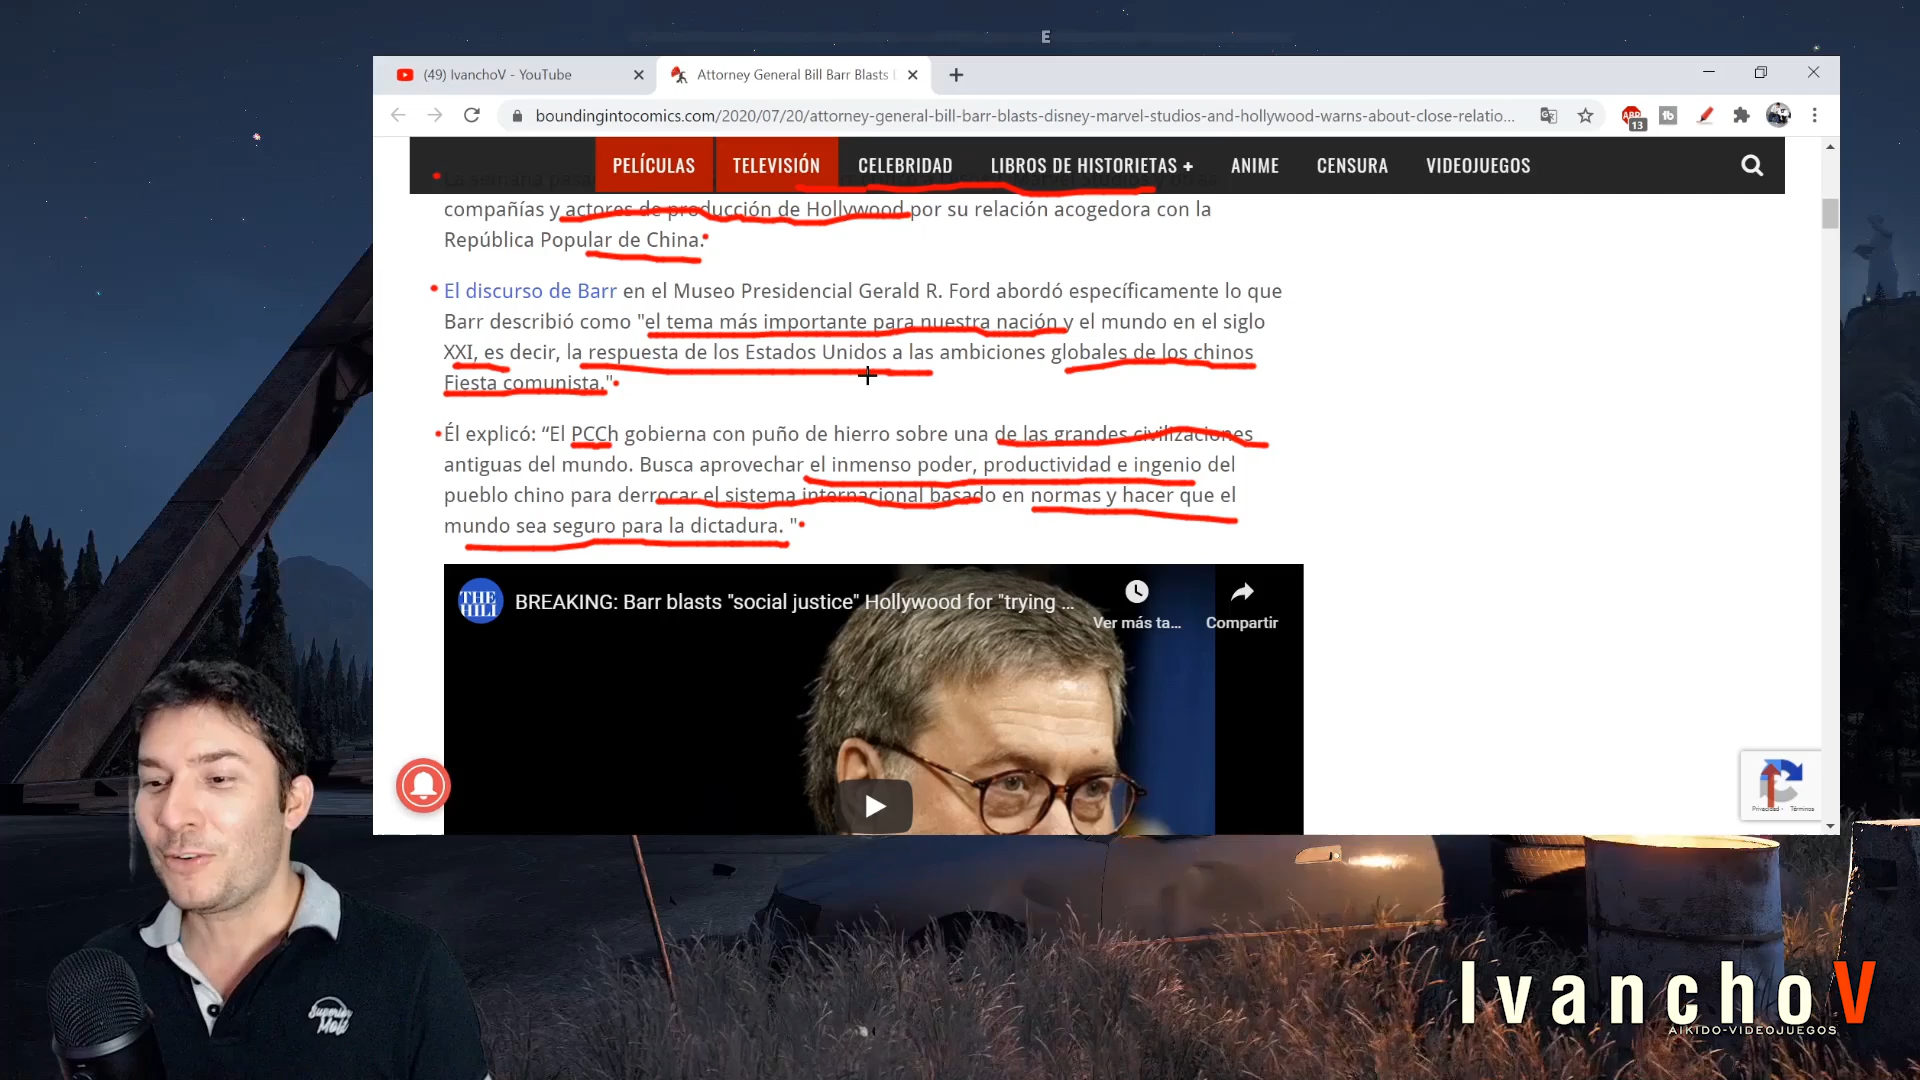 E
(49) IvanchoV - YouTube
Attorney General Bill Barr Blasts
boundingintocomics.com/2020/07/20/attorney-general-bill-barr-blasts-disney-marvel-studios-and-hollywood-warns-about-close-relatio...
13
PELÍCULAS TELEVISIÓN CELEBRIDAD LIBROS DE HISTORIETAS + ANIME CENSURA VIDEOJUEGOS
compañías y actores de producción de Hollywood por su relación acogedora con la
República Popular de China.
El discurso de Barr en el Museo Presidencial Gerald R. Ford abordó específicamente lo que
Barr describió como "el tema más importante para nuestra nación y el mundo en el siglo
XXI, es decir, la respuesta de los Estados Unidos a las ambiciones globales de los chinos
Fiesta comunista."
Él explicó: “El PCCh gobierna con puño de hierro sobre una de las grandes civilizaciones
antiguas del mundo. Busca aprovechar el inmenso poder, productividad e ingenio del
pueblo chino para derrocar el sistema internacional basado en normas y hacer que el
mundo sea seguro para la dictadura. "
THE
HILL
BREAKING: Barr blasts "social justice" Hollywood for "trying ...
Ver más ta...
Compartir
Privacidad - Términos
Superior
Moll
IvanchoV
AIKIDO-VIDEOJUEGOS